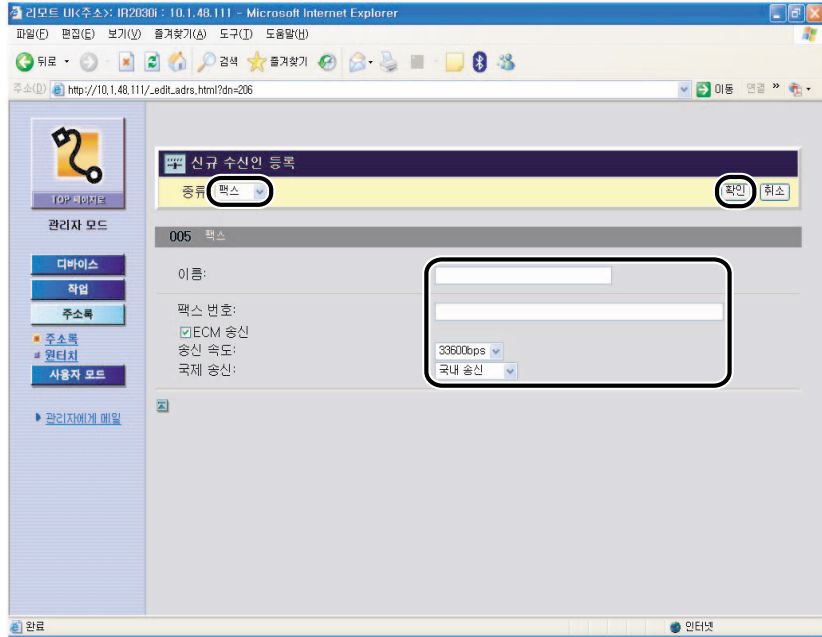 리모트 UI<주소>: IR2030i : 10.1.48.111 - Microsoft Internet Explorer
파일(F) 편집(E) 보기(V) 즐겨찾기(A) 도구(T) 도움말(H)
뒤로 검색 즐겨찾기
주소(D) http://10.1.48.111/_edit_adrs.html?dn=206 이동 연결 »
TOP 페이지로
관리자 모드
디바이스
작업
주소록
주소록
원터치
사용자 모드
관리자에게 메일
신규 수신인 등록
종류: 팩스 확인 취소
005 팩스
이름:
팩스 번호:
ECM 송신
송신 속도: 33600bps
국제 송신: 국내 송신
완료 인터넷